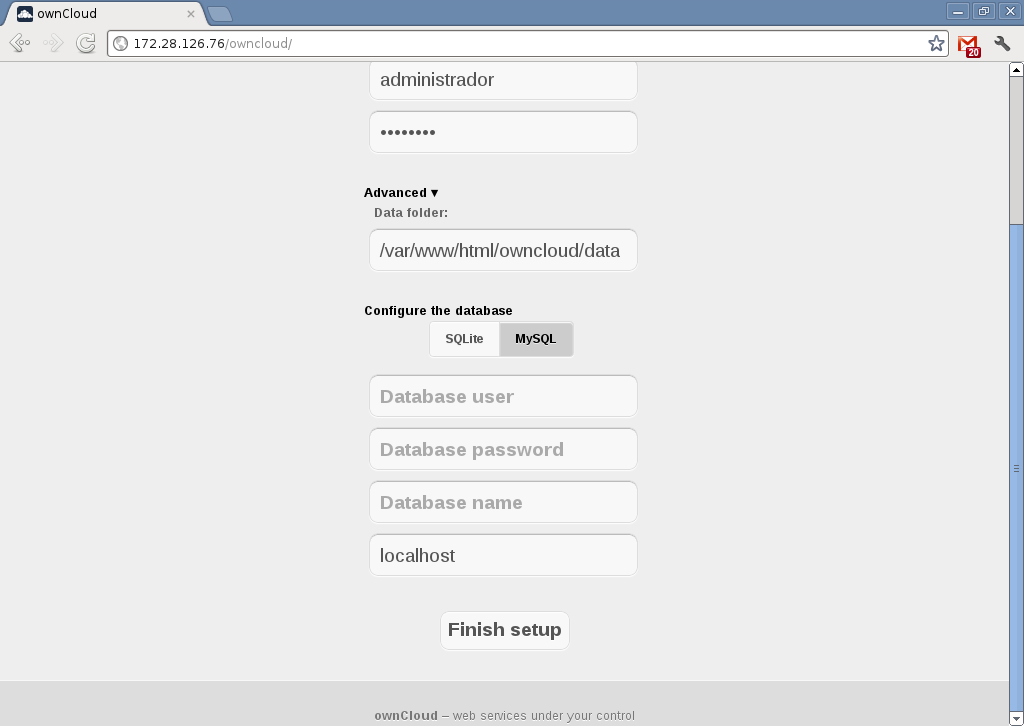 ownCloud
172.28.126.76/owncloud/
20
administrador
••••••••
Advanced ▾
Data folder:
/var/www/html/owncloud/data
Configure the database
SQLite MySQL
Database user
Database password
Database name
localhost
Finish setup
ownCloud – web services under your control